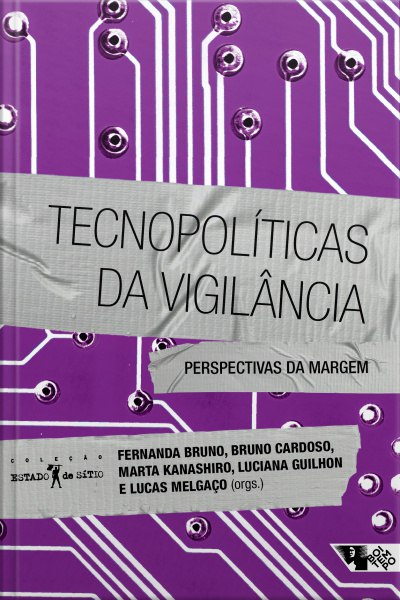 TECNOPOLÍTICAS
DA VIGILÂNCIA
PERSPECTIVAS DA MARGEM
COLEÇÃO
ESTADO de SÍTIO
FERNANDA BRUNO, BRUNO CARDOSO,
MARTA KANASHIRO, LUCIANA GUILHON
E LUCAS MELGAÇO (orgs.)
BOITEMPO